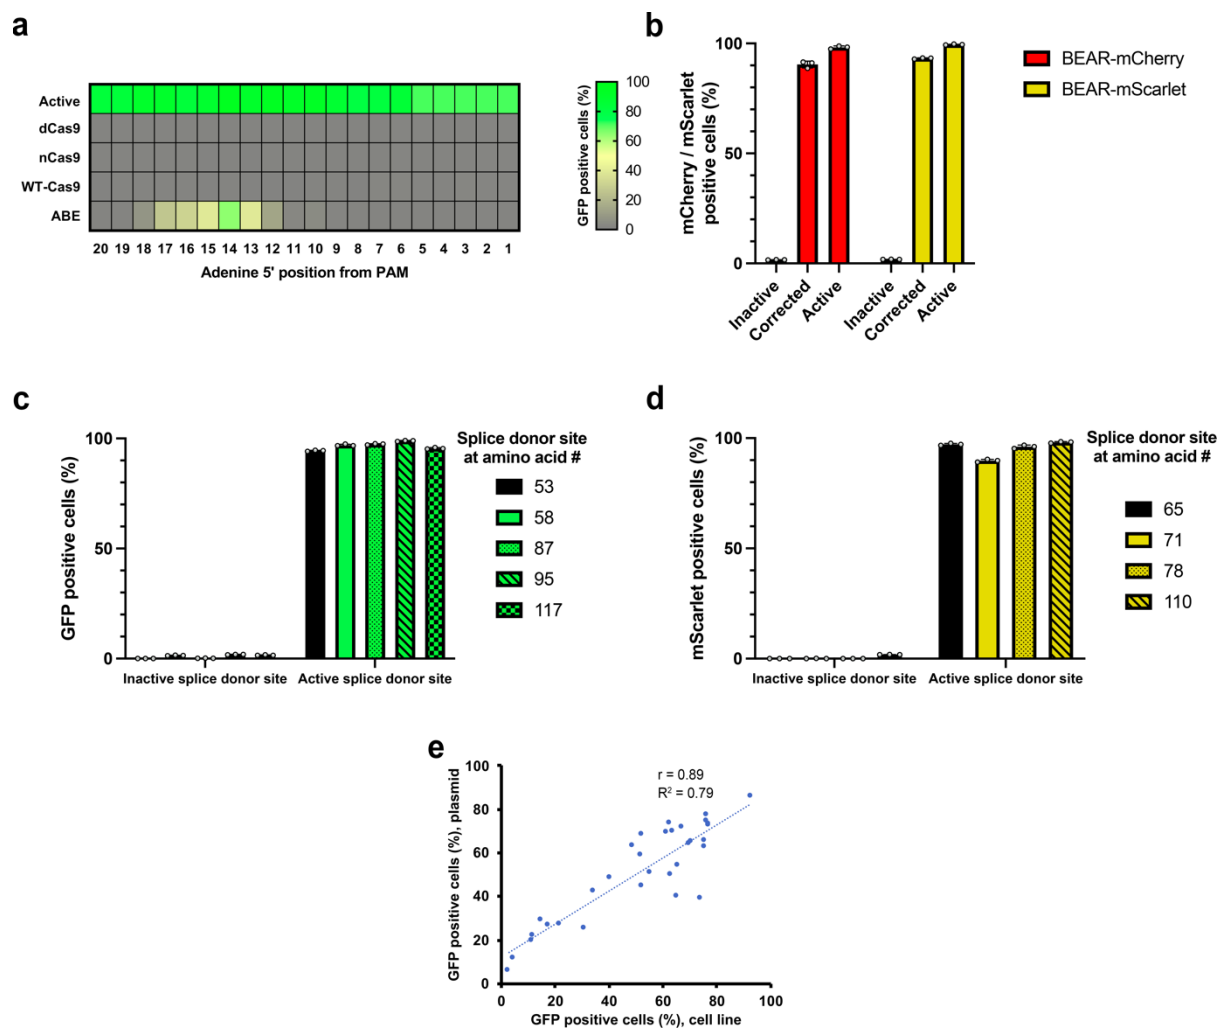 a
Active
dCas9
nCas9
WT-Cas9
ABE
20 19 18 17 16 15 14 13 12 11 10 9 8 7 6 5 4 3 2 1
Adenine 5' position from PAM
GFP positive cells (%)
100
80
60
40
20
0
b
mCherry / mScarlet
positive cells (%)
100
50
0
Inactive
Corrected
Active
Inactive
Corrected
Active
BEAR-mCherry
BEAR-mScarlet
c
GFP positive cells (%)
100
50
0
Inactive splice donor site
Active splice donor site
Splice donor site
at amino acid #
53
58
87
95
117
d
mScarlet positive cells (%)
100
50
0
Inactive splice donor site
Active splice donor site
Splice donor site
at amino acid #
65
71
78
110
e
GFP positive cells (%), plasmid
100
80
60
40
20
0
r = 0.89
R² = 0.79
0 20 40 60 80 100
GFP positive cells (%), cell line